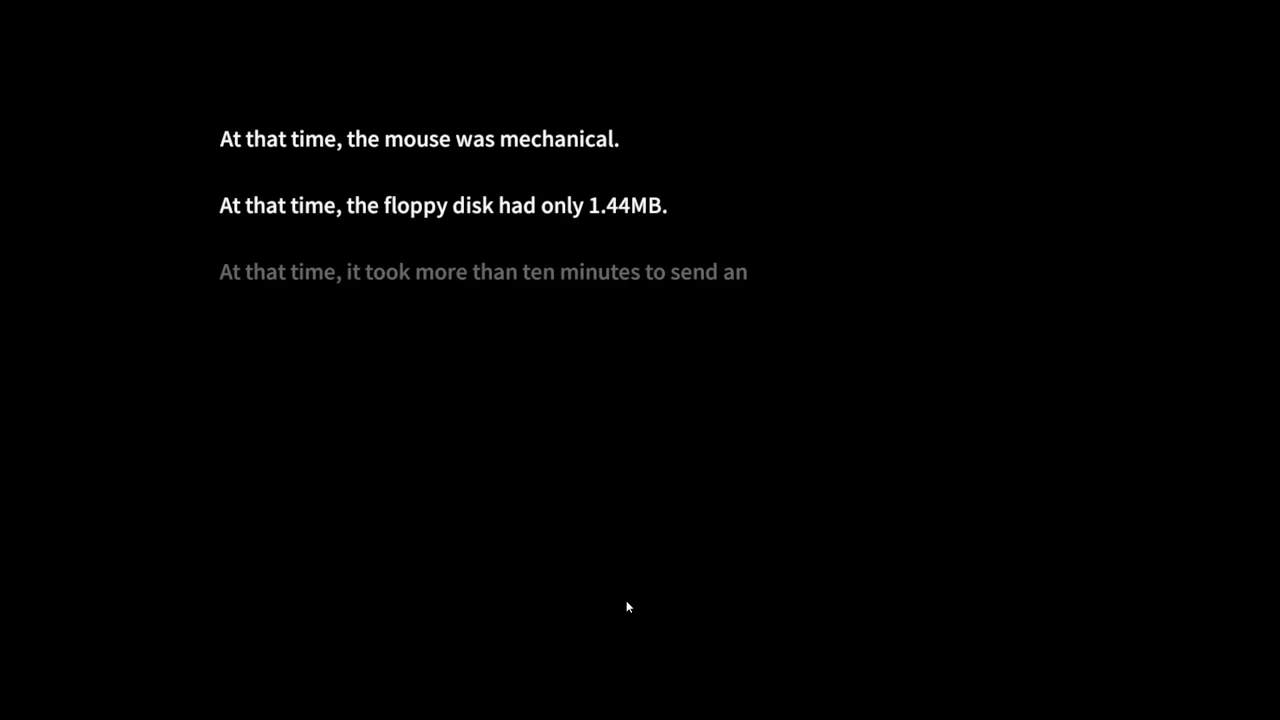 At that time, the mouse was mechanical.
At that time, the floppy disk had only 1.44MB.
At that time, it took more than ten minutes to send an